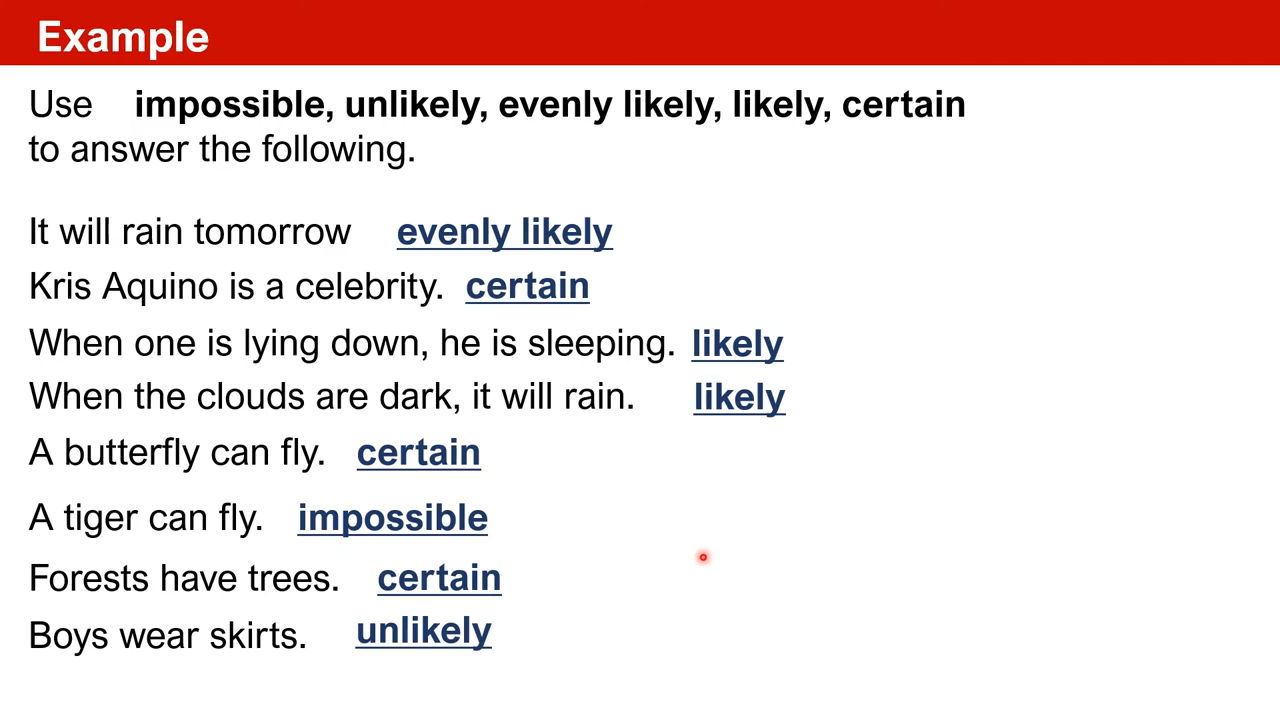 Example
Use impossible, unlikely, evenly likely, likely, certain
to answer the following.
It will rain tomorrow evenly likely
Kris Aquino is a celebrity. certain
When one is lying down, he is sleeping. likely
When the clouds are dark, it will rain. likely
A butterfly can fly. certain
A tiger can fly. impossible
Forests have trees. certain
Boys wear skirts. unlikely